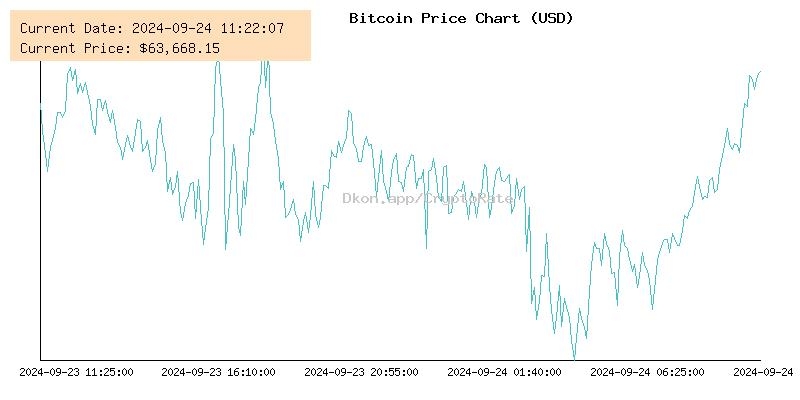 Bitcoin Price Chart (USD)
Current Date: 2024-09-24 11:22:07
Current Price: $63,668.15
Dkon.app/CryptoRate
2024-09-23 11:25:00 2024-09-23 16:10:00 2024-09-23 20:55:00 2024-09-24 01:40:00 2024-09-24 06:25:00 2024-09-24